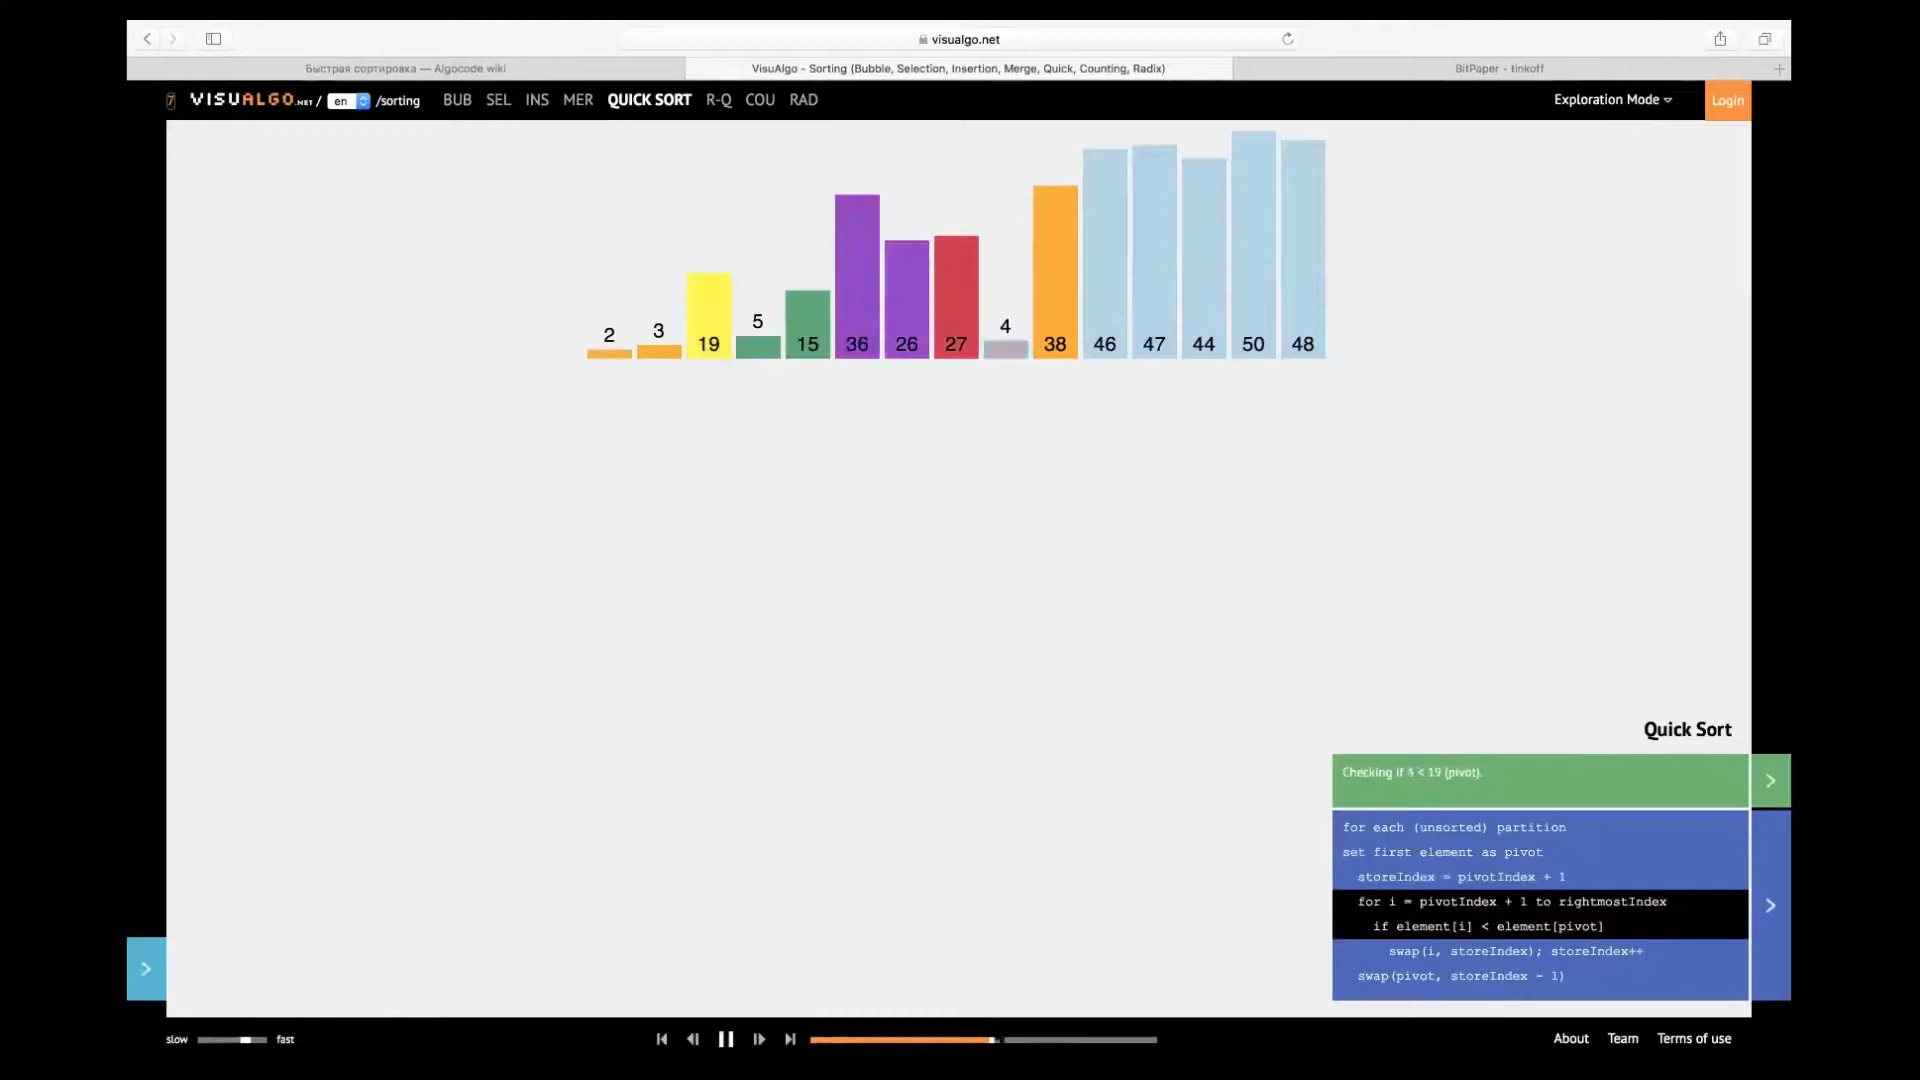 visualgo.net
Быстрая сортировка — Algocode wiki
VisuAlgo - Sorting (Bubble, Selection, Insertion, Merge, Quick, Counting, Radix)
BitPaper - tinkoff
7 VISUALGO.NET / en /sorting BUB SEL INS MER QUICK SORT R-Q COU RAD Exploration Mode Login
2 3 19 5 15 36 26 27 4 38 46 47 44 50 48
Quick Sort
Checking if 4 < 19 (pivot).
for each (unsorted) partition
set first element as pivot
storeIndex = pivotIndex + 1
for i = pivotIndex + 1 to rightmostIndex
if element[i] < element[pivot]
swap(i, storeIndex); storeIndex++
swap(pivot, storeIndex - 1)
slow fast About Team Terms of use